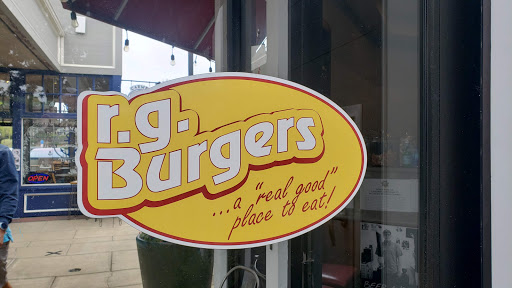 r.g.
Burgers
...a "real good"
place to eat!
OPEN